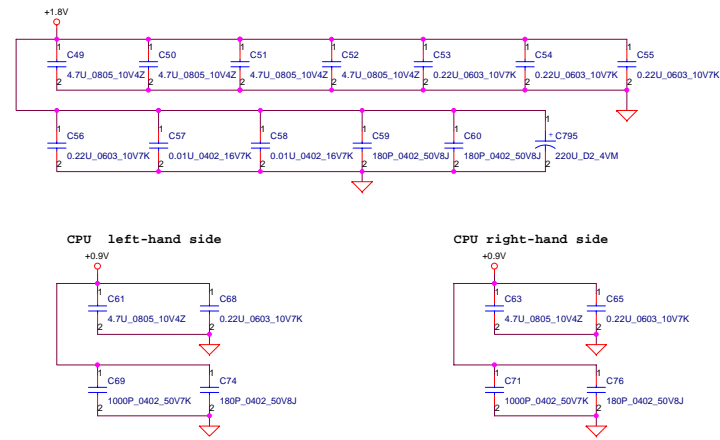 +1.8V
1 1 1 1 1 1 1
C49 C50 C51 C52 C53 C54 C55
4.7U_0805_10V4Z 4.7U_0805_10V4Z 4.7U_0805_10V4Z 4.7U_0805_10V4Z 0.22U_0603_10V7K 0.22U_0603_10V7K 0.22U_0603_10V7K
2 2 2 2 2 2 2
1 1 1 1 1 1
C56 C57 C58 C59 C60 + C795
0.22U_0603_10V7K 0.01U_0402_16V7K 0.01U_0402_16V7K 180P_0402_50V8J 180P_0402_50V8J 220U_D2_4VM
2 2 2 2 2 2
CPU left-hand side CPU right-hand side
+0.9V +0.9V
1 1 1 1
C61 C68 C63 C65
4.7U_0805_10V4Z 0.22U_0603_10V7K 4.7U_0805_10V4Z 0.22U_0603_10V7K
2 2 2 2
1 1 1 1
C69 C74 C71 C76
1000P_0402_50V7K 180P_0402_50V8J 1000P_0402_50V7K 180P_0402_50V8J
2 2 2 2